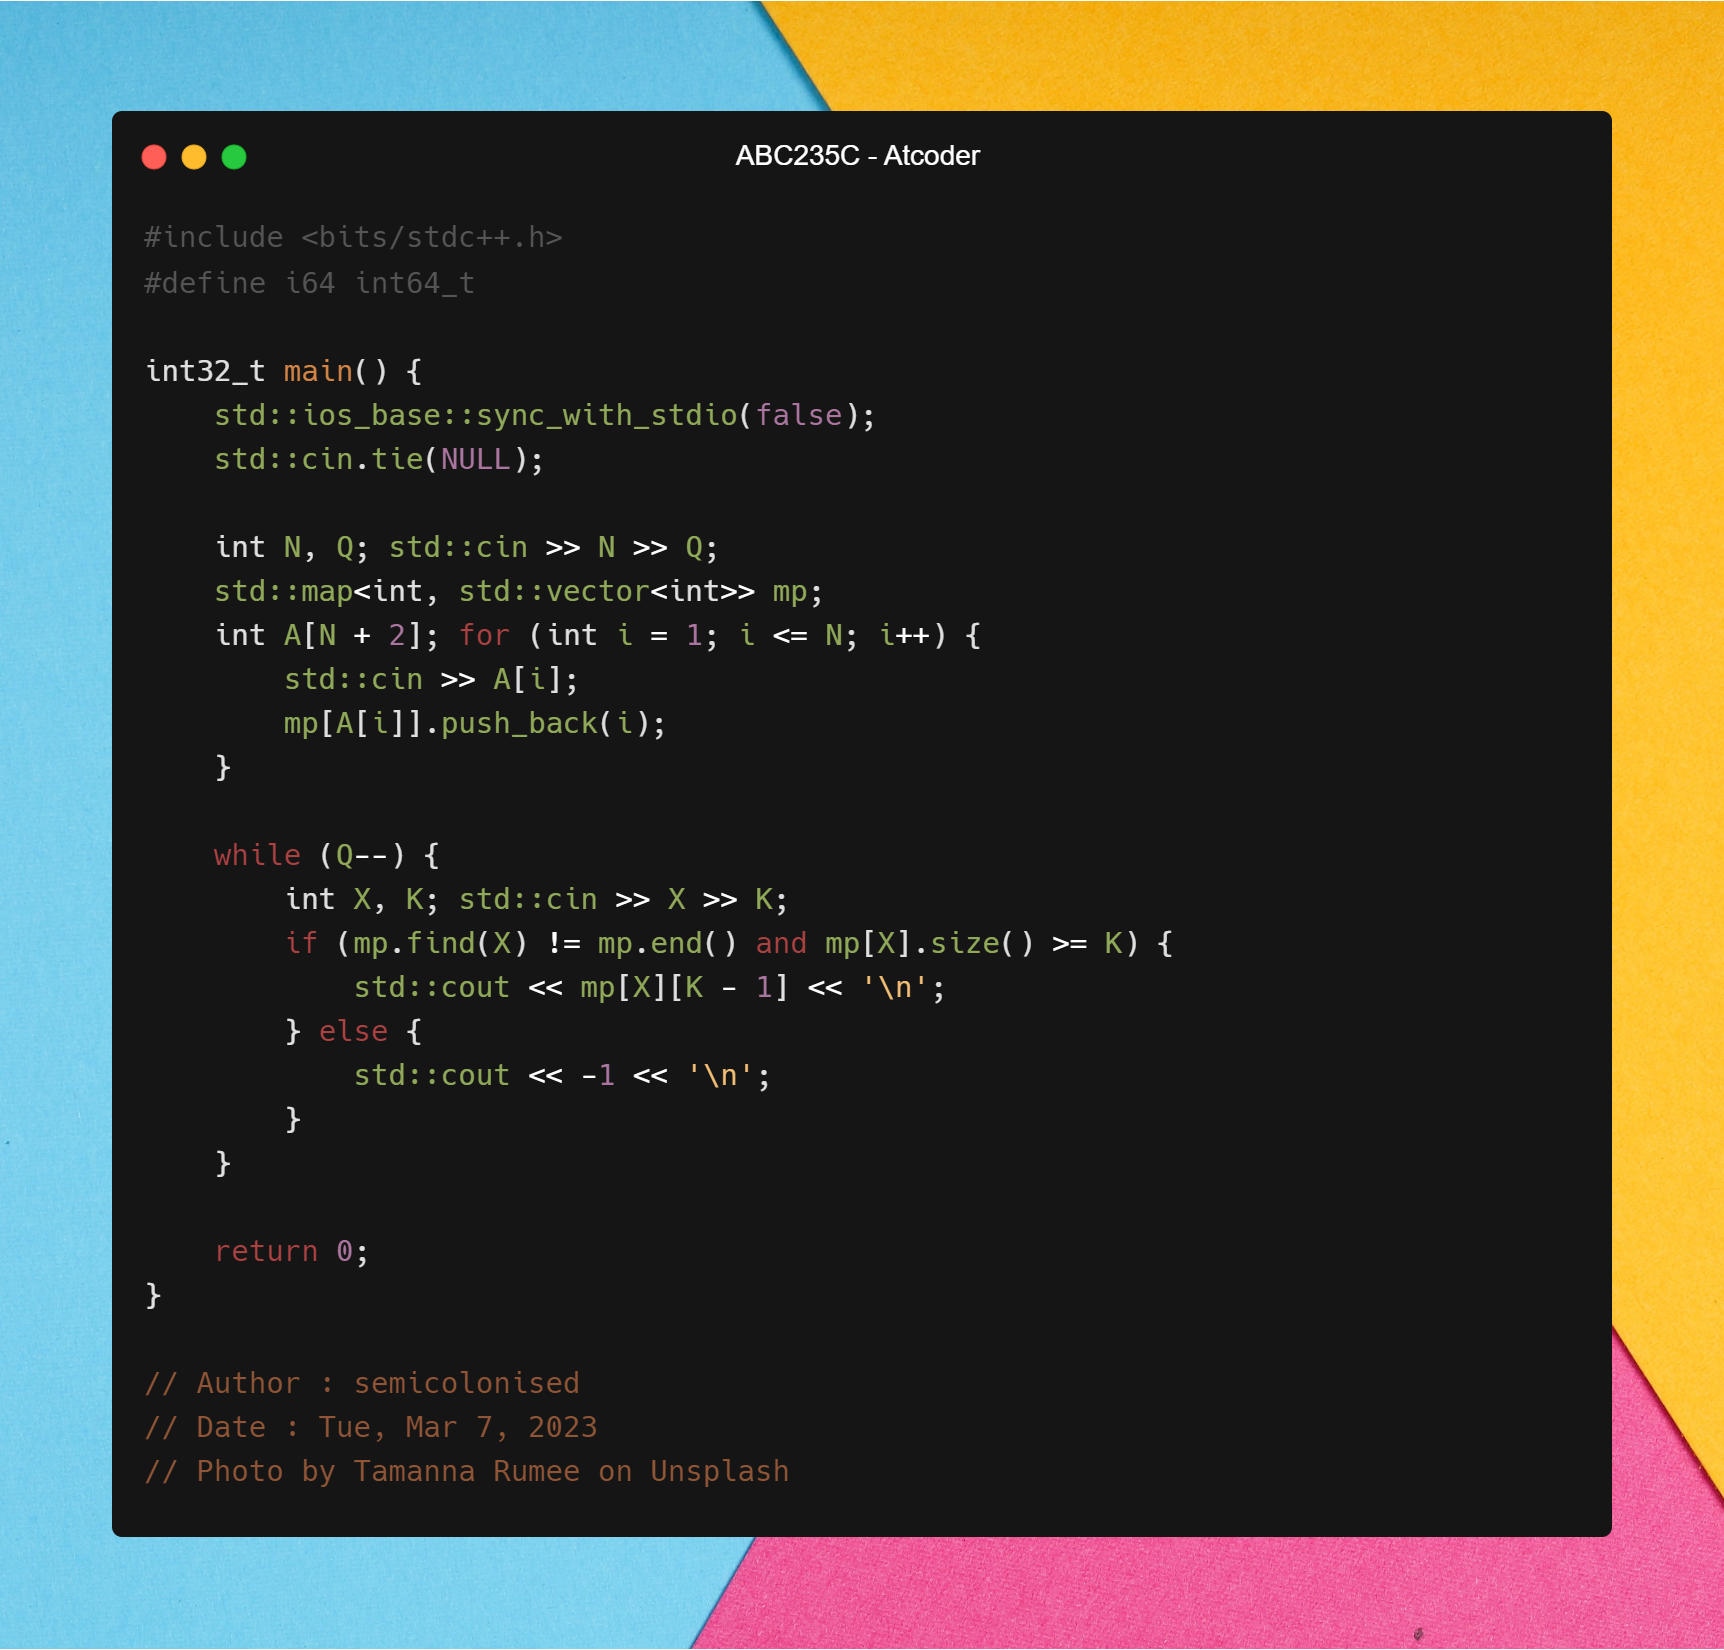 ABC235C - Atcoder
#include <bits/stdc++.h>
#define i64 int64_t
int32_t main() {
    std::ios_base::sync_with_stdio(false);
    std::cin.tie(NULL);
    int N, Q; std::cin >> N >> Q;
    std::map<int, std::vector<int>> mp;
    int A[N + 2]; for (int i = 1; i <= N; i++) {
        std::cin >> A[i];
        mp[A[i]].push_back(i);
    }
    while (Q--) {
        int X, K; std::cin >> X >> K;
        if (mp.find(X) != mp.end() and mp[X].size() >= K) {
            std::cout << mp[X][K - 1] << '\n';
        } else {
            std::cout << -1 << '\n';
        }
    }
    return 0;
}
// Author : semicolonised
// Date : Tue, Mar 7, 2023
// Photo by Tamanna Rumee on Unsplash